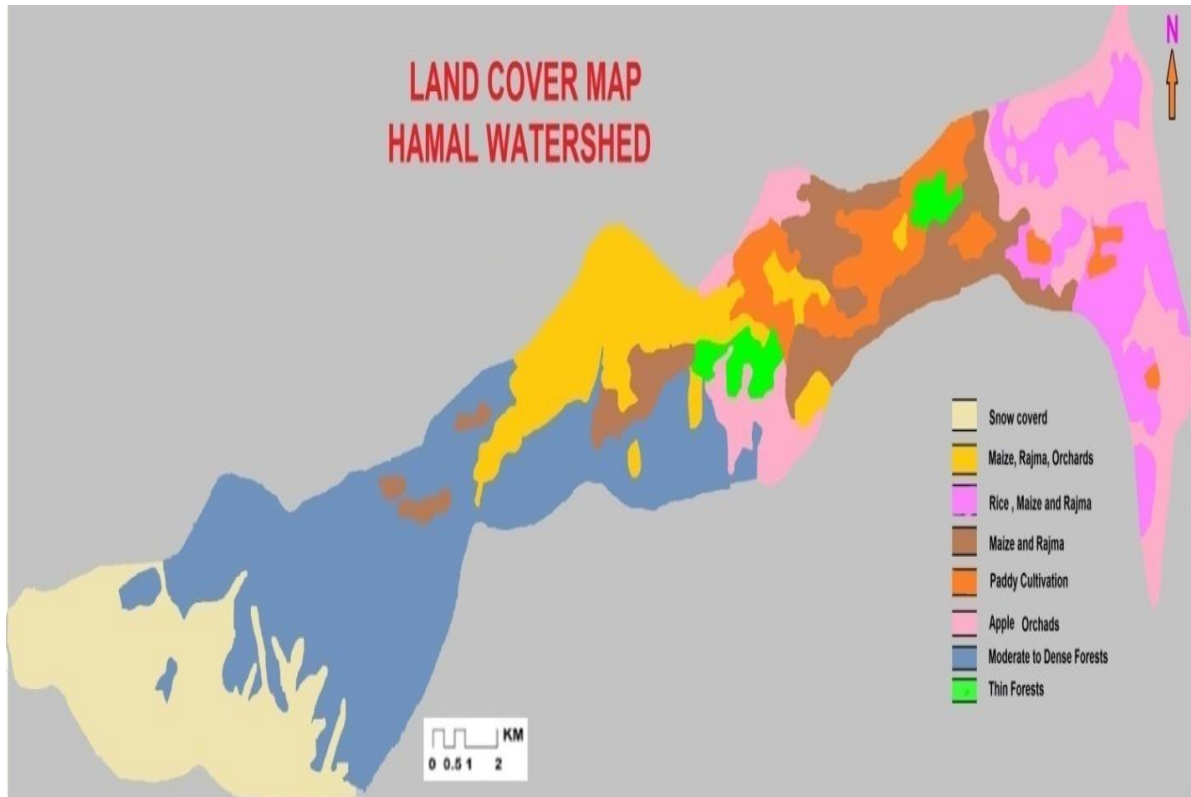 LAND COVER MAP
HAMAL WATERSHED
N
Snow coverd
Maize, Rajma, Orchards
Rice , Maize and Rajma
Maize and Rajma
Paddy Cultivation
Apple Orchads
Moderate to Dense Forests
Thin Forests
KM
0 0.5 1 2